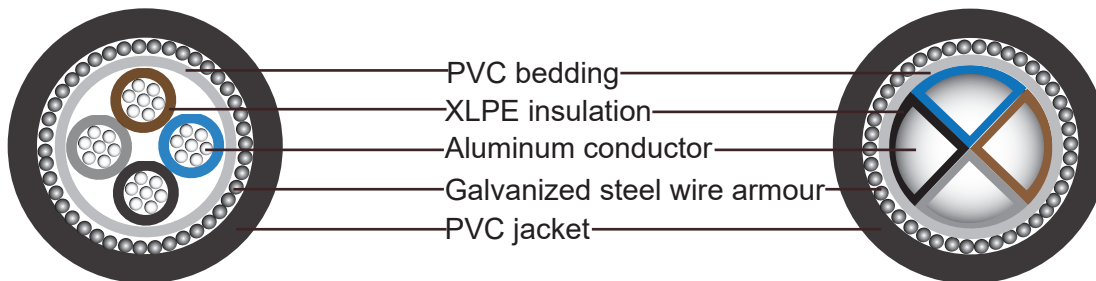 PVC bedding
XLPE insulation
Aluminum conductor
Galvanized steel wire armour
PVC jacket